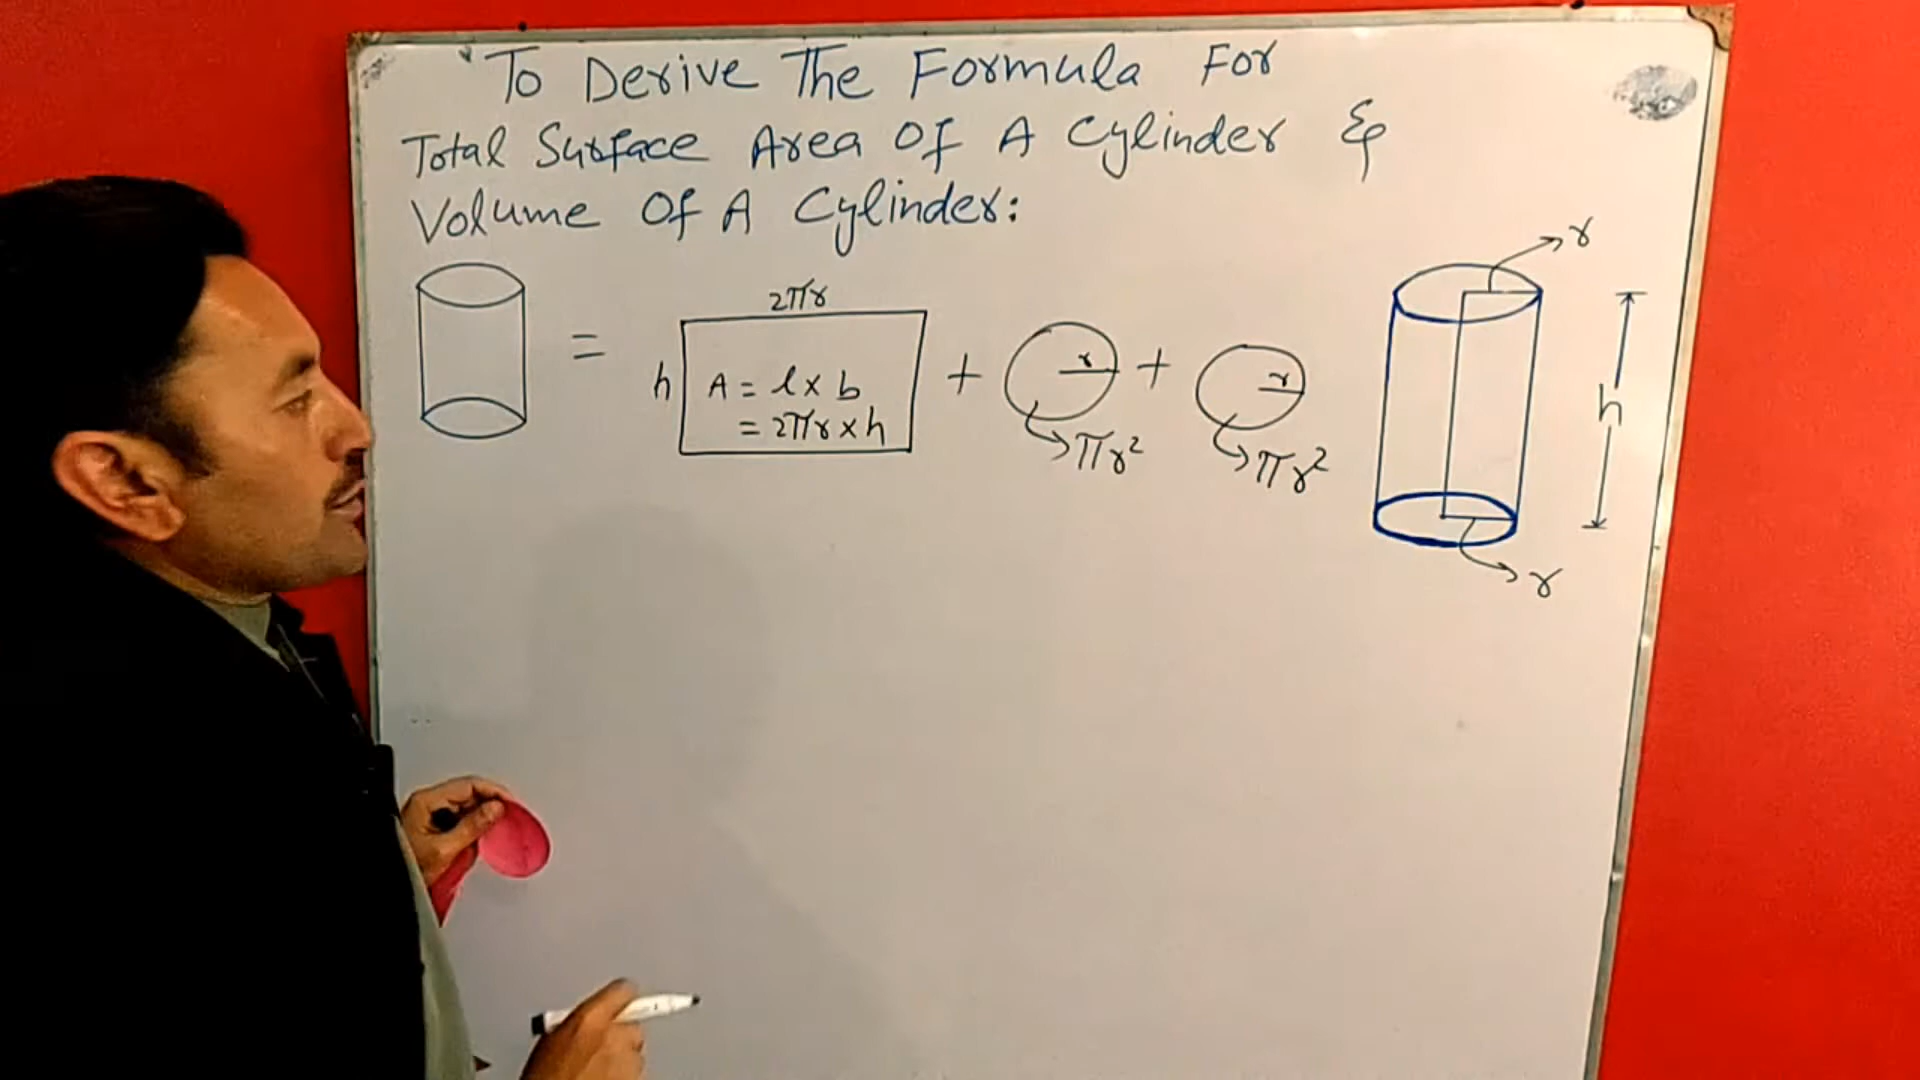 To Derive The Formula For
Total Surface Area Of A Cylinder &
Volume Of A Cylinder:
2πr
h
A = l x b
= 2πr x h
=
+
r
πr²
+
r
πr²
r
h
r